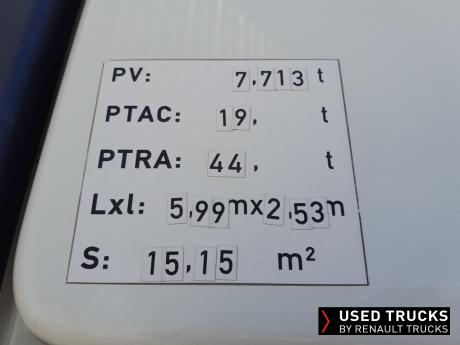 PV: 7,713 t
PTAC: 19, t
PTRA: 44, t
Lxl: 5,99mx2,53m
S: 15,15 m²
USED TRUCKS
BY RENAULT TRUCKS